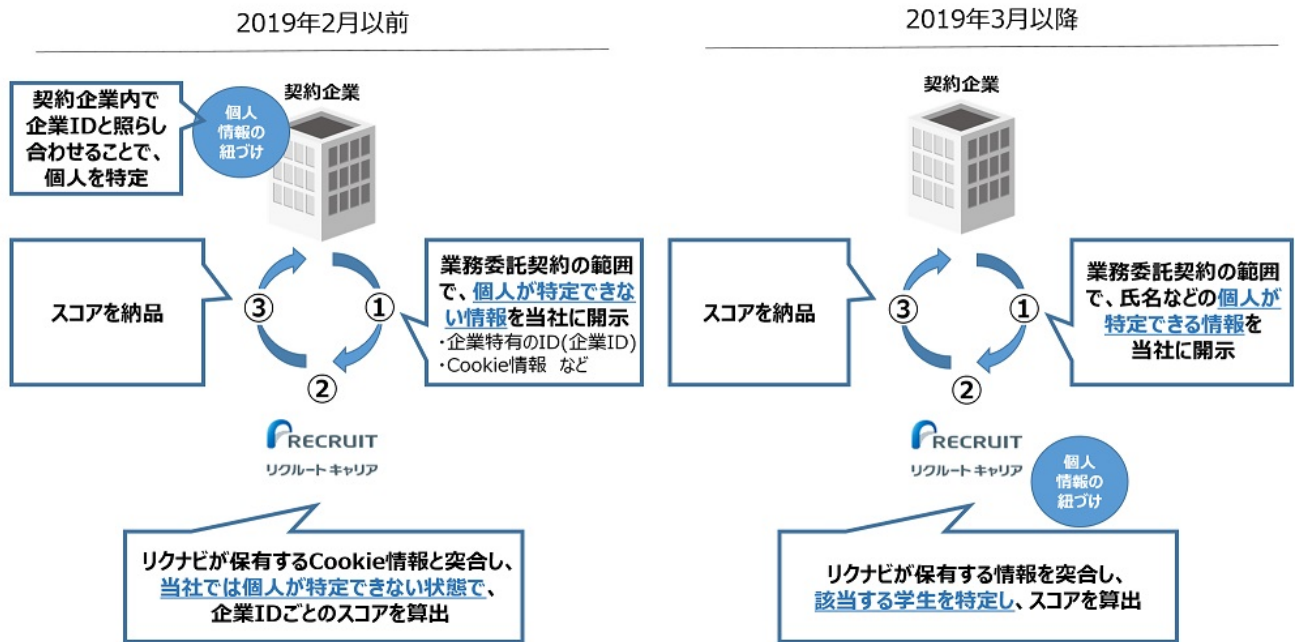 2019年2月以前
契約企業
契約企業内で
企業IDと照らし
合わせることで、
個人を特定
個人
情報の
紐づけ
スコアを納品
③
①
②
業務委託契約の範囲
で、個人が特定できな
い情報を当社に開示
・企業特有のID(企業ID)
・Cookie情報 など
RECRUIT
リクルート キャリア
リクナビが保有するCookie情報と突合し、
当社では個人が特定できない状態で、
企業IDごとのスコアを算出
2019年3月以降
契約企業
スコアを納品
③
①
②
業務委託契約の範囲
で、氏名などの個人が
特定できる情報を
当社に開示
RECRUIT
リクルート キャリア
個人
情報の
紐づけ
リクナビが保有する情報を突合し、
該当する学生を特定し、スコアを算出